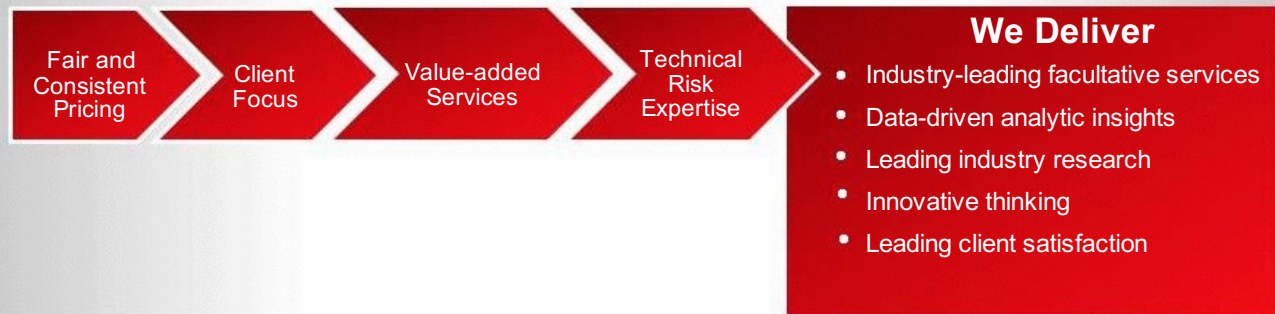 Fair and
Consistent
Pricing
Client
Focus
Value-added
Services
Technical
Risk
Expertise
We Deliver
• Industry-leading facultative services
• Data-driven analytic insights
• Leading industry research
• Innovative thinking
• Leading client satisfaction